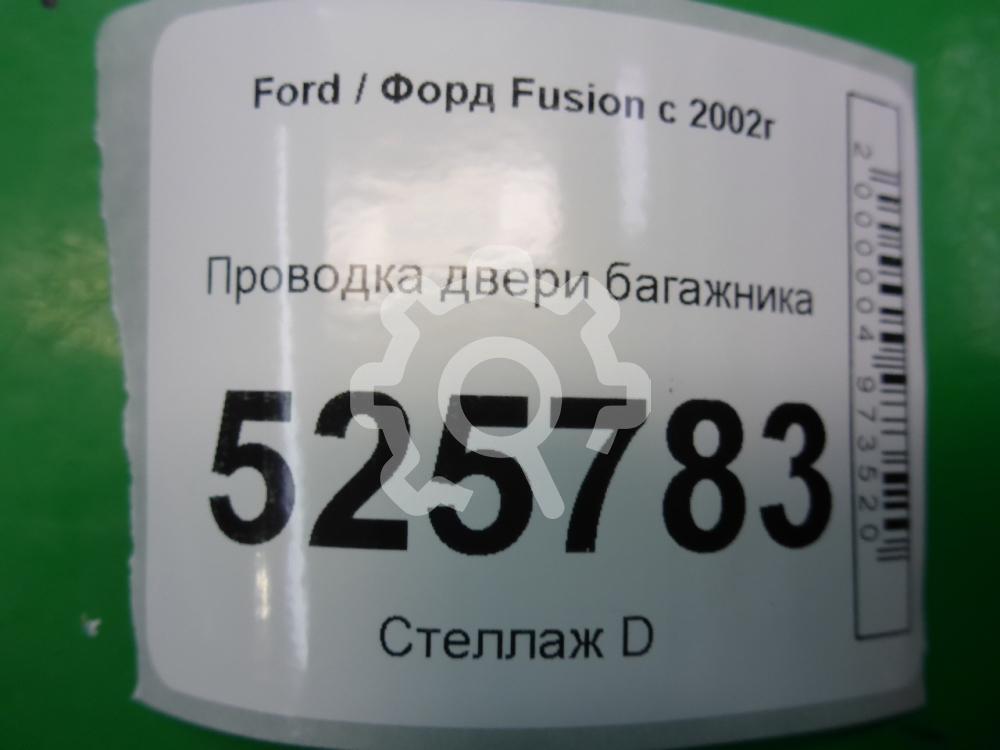 Ford / Форд Fusion с 2002г
Проводка двери багажника
525783
Стеллаж D
2000004973520